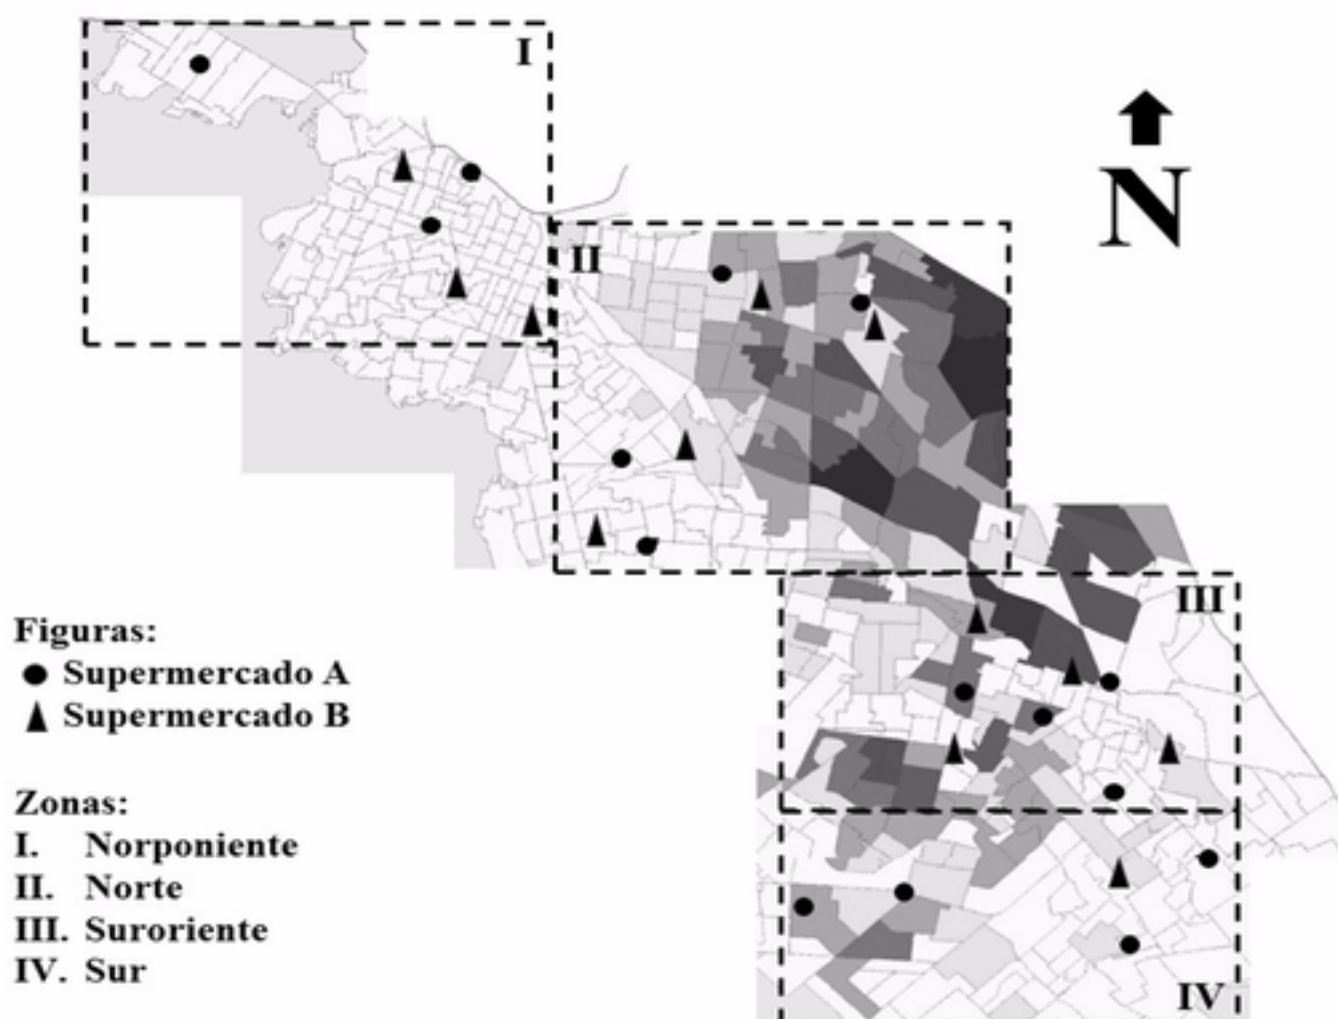 I
N
II
III
Figuras:
Supermercado A
Supermercado B
Zonas:
I. Norponiente
II. Norte
III. Suroriente
IV. Sur
IV